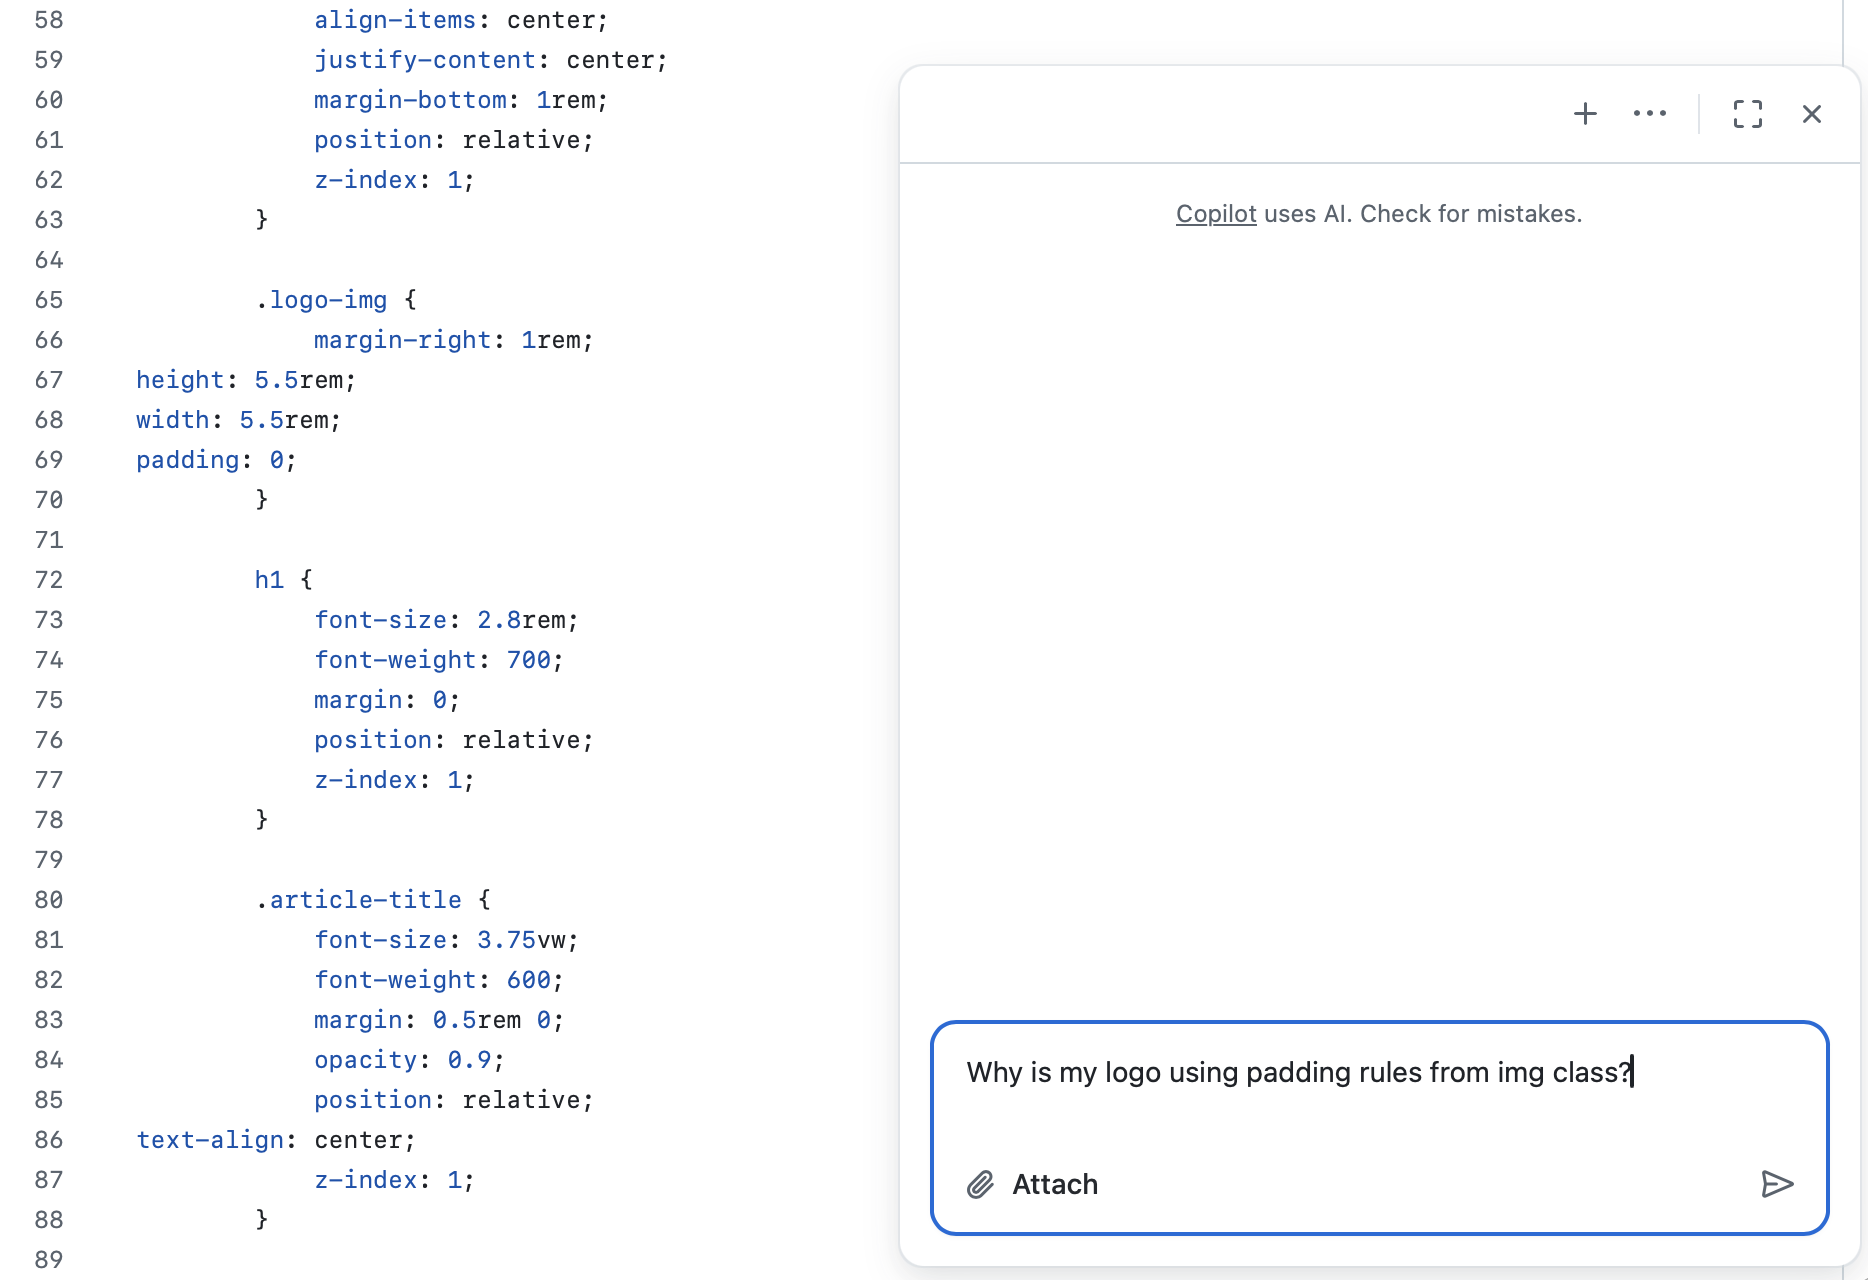 58 align-items: center;
59 justify-content: center;
60 margin-bottom: 1rem;
61 position: relative;
62 z-index: 1;
63 }
64
65 .logo-img {
66 margin-right: 1rem;
67 height: 5.5rem;
68 width: 5.5rem;
69 padding: 0;
70 }
71
72 h1 {
73 font-size: 2.8rem;
74 font-weight: 700;
75 margin: 0;
76 position: relative;
77 z-index: 1;
78 }
79
80 .article-title {
81 font-size: 3.75vw;
82 font-weight: 600;
83 margin: 0.5rem 0;
84 opacity: 0.9;
85 position: relative;
86 text-align: center;
87 z-index: 1;
88 }
89
Copilot uses AI. Check for mistakes.
Why is my logo using padding rules from img class?
Attach